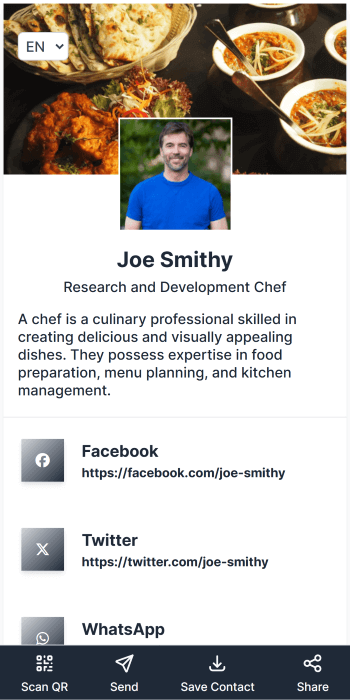 EN
Joe Smithy
Research and Development Chef
A chef is a culinary professional skilled in
creating delicious and visually appealing
dishes. They possess expertise in food
preparation, menu planning, and kitchen
management.
Facebook
https://facebook.com/joe-smithy
Twitter
https://twitter.com/joe-smithy
WhatsApp
Scan QR
Send
Save Contact
Share